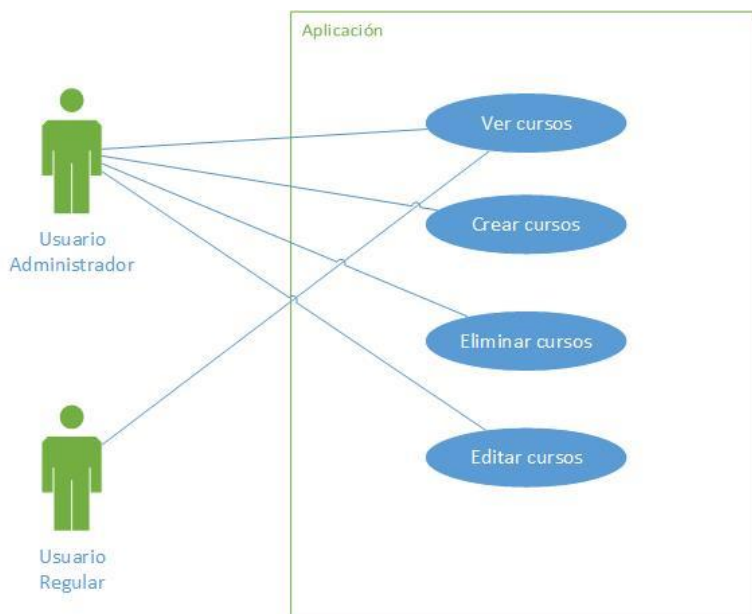 Aplicación
Ver cursos
Crear cursos
Usuario
Administrador
Eliminar cursos
Editar cursos
Usuario
Regular